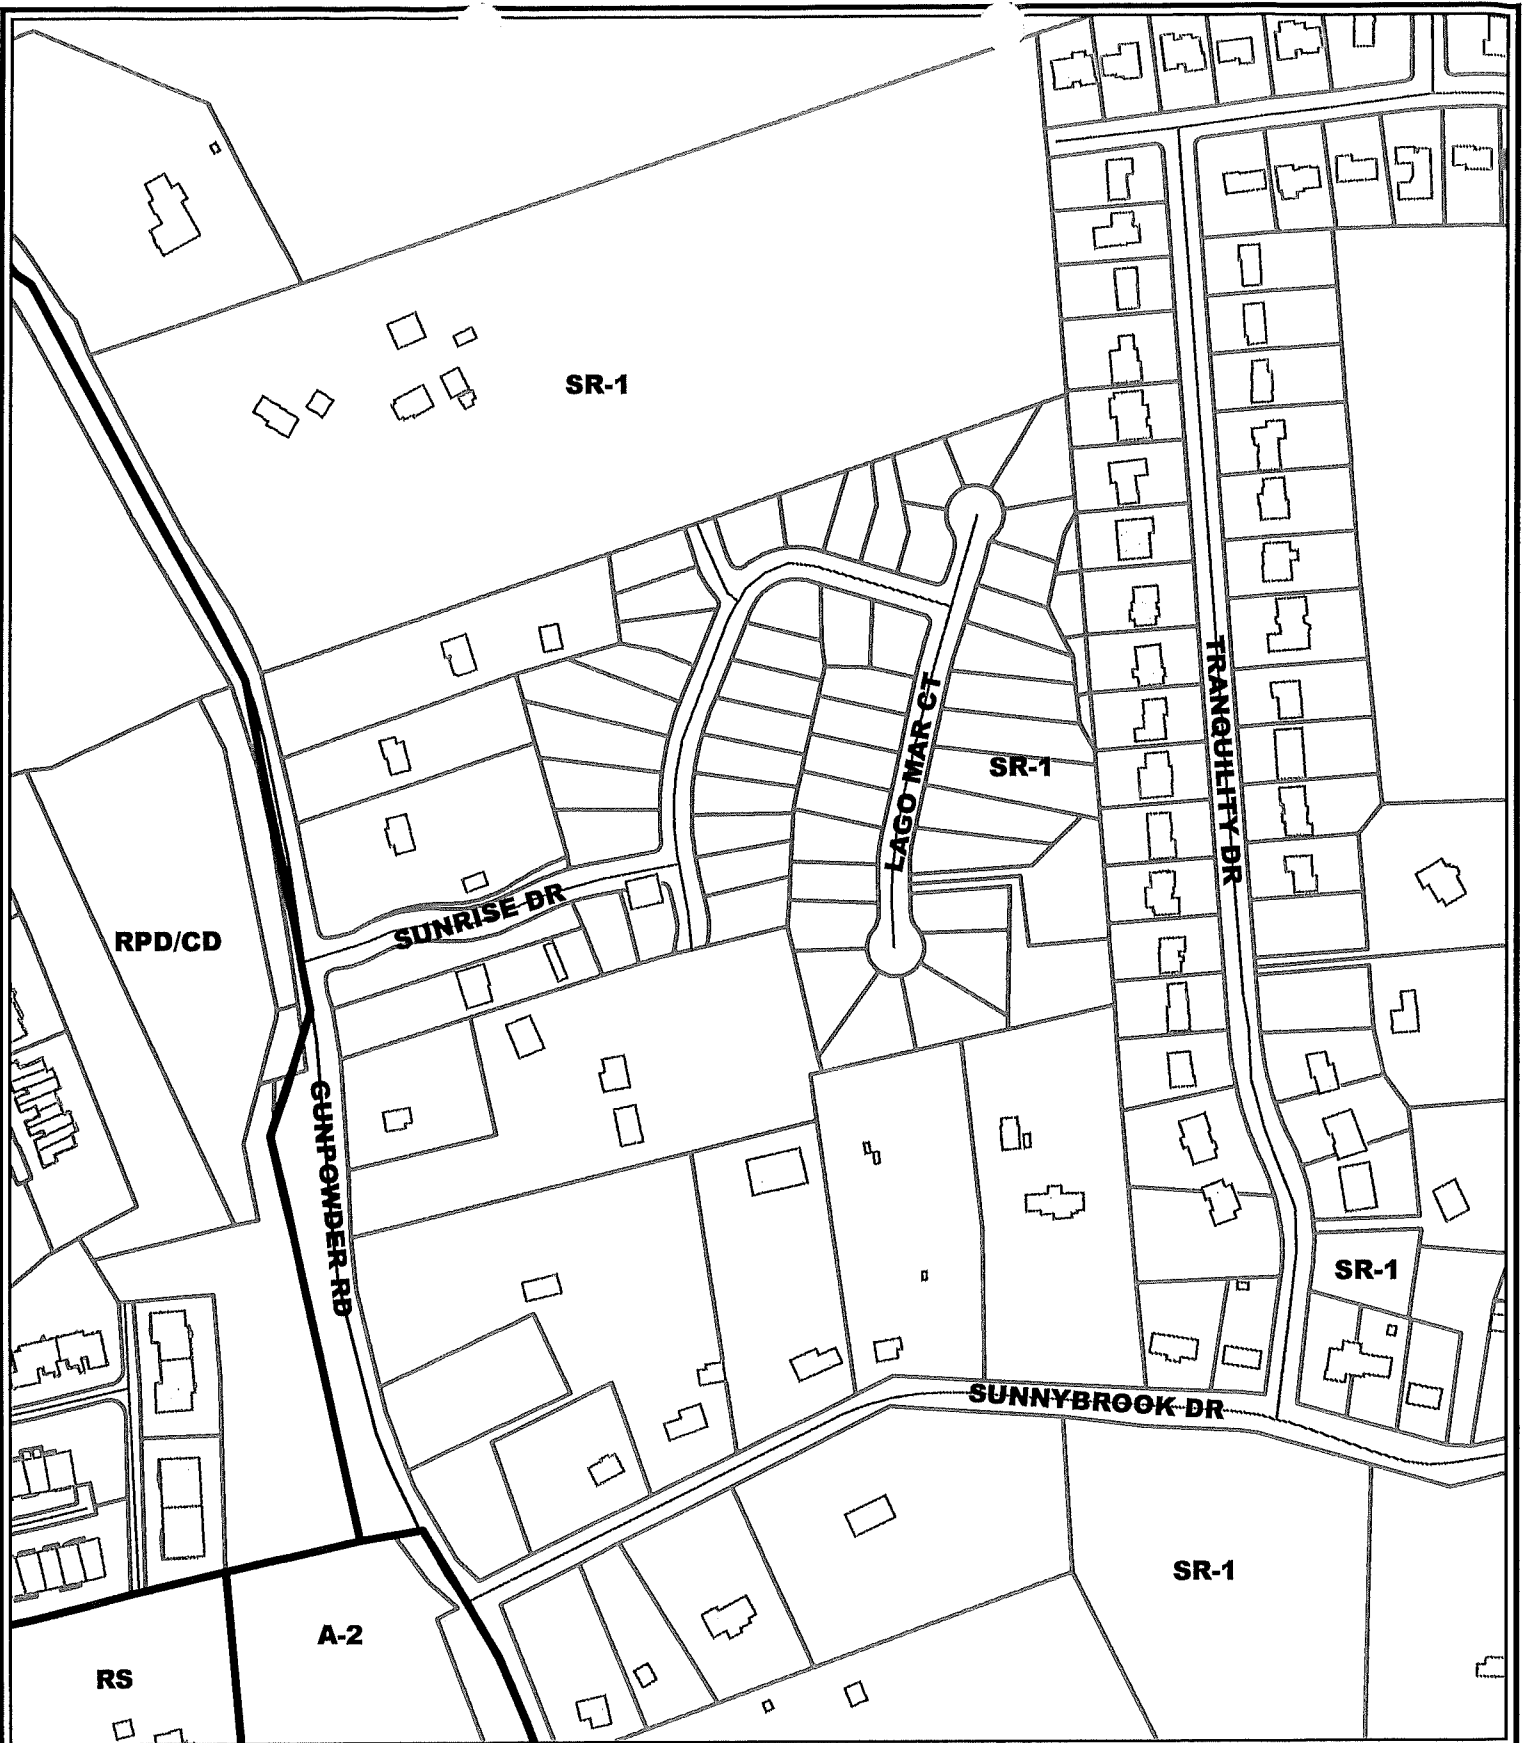 SR-1
TRANQUILITY DR
LAGO MAR CT
SR-1
SUNRISE DR
RPD/CD
GUNPOWDER RD
SR-1
SUNNYBROOK DR
SR-1
A-2
RS